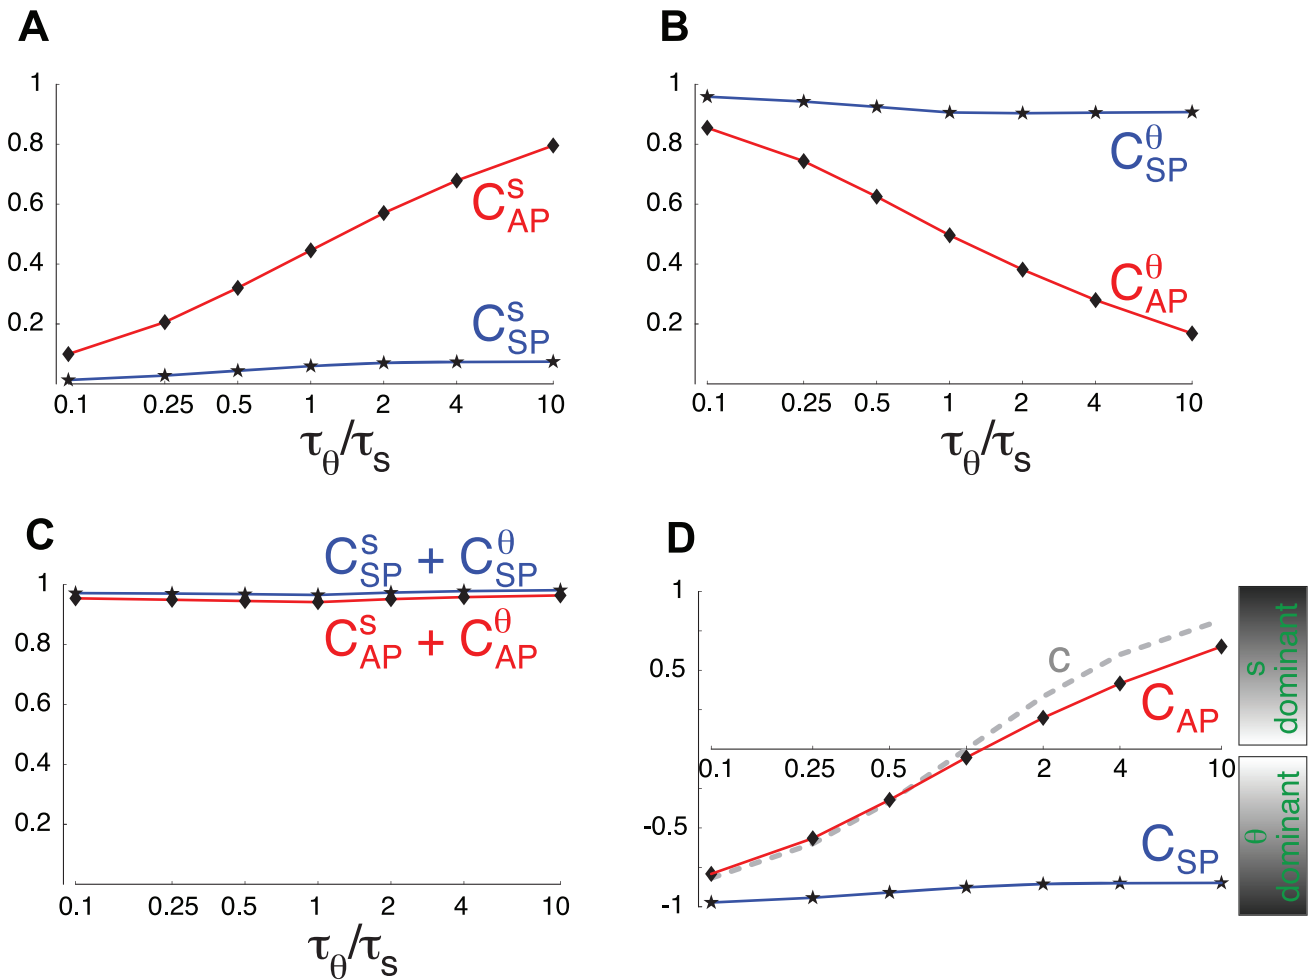 A
1
0.8
0.6
0.4
0.2
C^s_AP
C^s_SP
0.1 0.25 0.5 1 2 4 10
τ_θ/τ_s
B
1
0.8
0.6
0.4
0.2
C^θ_SP
C^θ_AP
0.1 0.25 0.5 1 2 4 10
τ_θ/τ_s
C
1
0.8
0.6
0.4
0.2
C^s_SP + C^θ_SP
C^s_AP + C^θ_AP
0.1 0.25 0.5 1 2 4 10
τ_θ/τ_s
D
1
0.5
-0.5
-1
c
C_AP
0.1 0.25 0.5 2 4 10
C_SP
s
dominant
θ
dominant